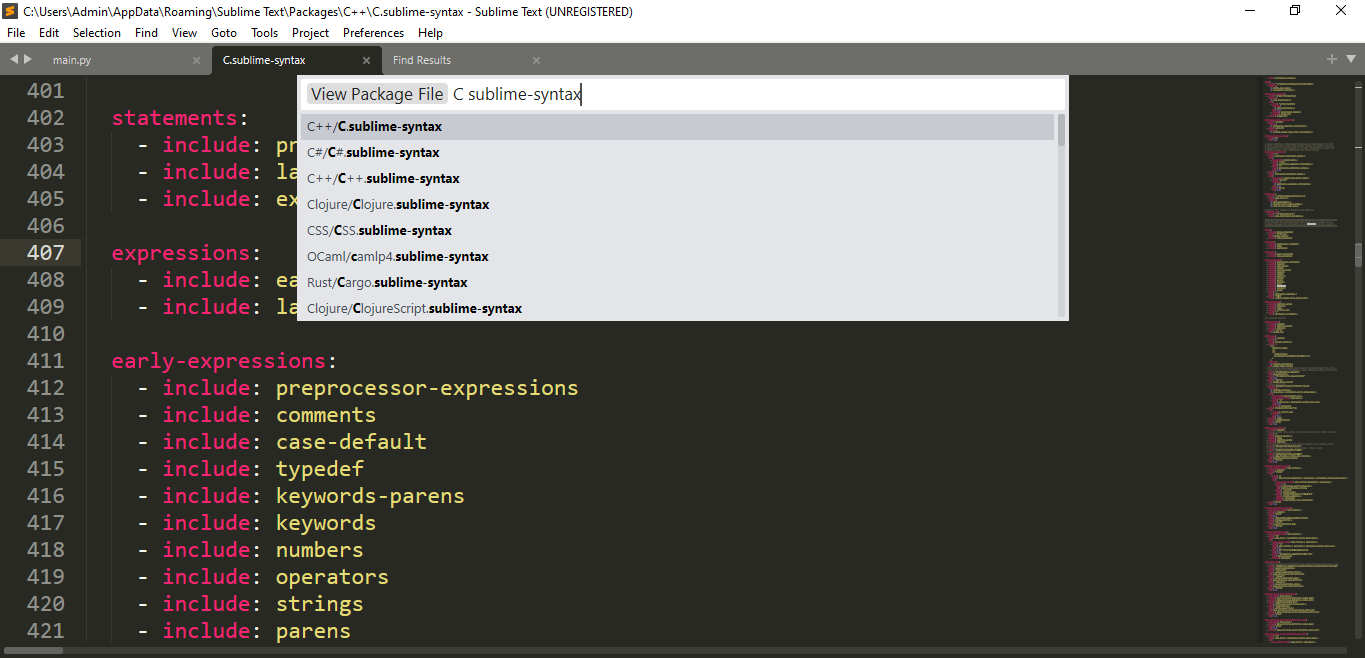 C:\Users\Admin\AppData\Roaming\Sublime Text\Packages\C++\C.sublime-syntax - Sublime Text (UNREGISTERED)
File Edit Selection Find View Goto Tools Project Preferences Help
main.py × C.sublime-syntax × Find Results ×
View Package File C sublime-syntax
C++/C.sublime-syntax
C#/C#.sublime-syntax
C++/C++.sublime-syntax
Clojure/Clojure.sublime-syntax
CSS/CSS.sublime-syntax
OCaml/camlp4.sublime-syntax
Rust/Cargo.sublime-syntax
Clojure/ClojureScript.sublime-syntax
401
402 statements:
403 - include: pr
404 - include: la
405 - include: ex
406
407 expressions:
408 - include: ea
409 - include: la
410
411 early-expressions:
412 - include: preprocessor-expressions
413 - include: comments
414 - include: case-default
415 - include: typedef
416 - include: keywords-parens
417 - include: keywords
418 - include: numbers
419 - include: operators
420 - include: strings
421 - include: parens